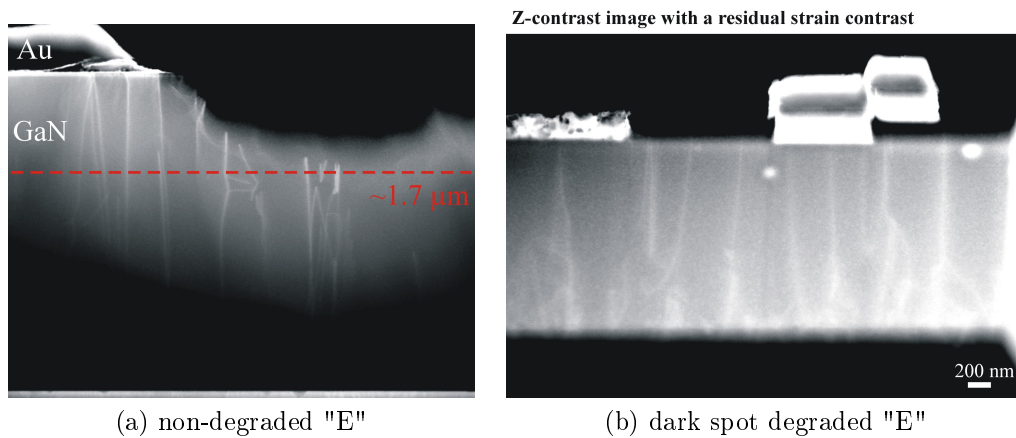 Z-contrast image with a residual strain contrast
Au
GaN
~1.7 μm
200 nm
(a) non-degraded "E"
(b) dark spot degraded "E"